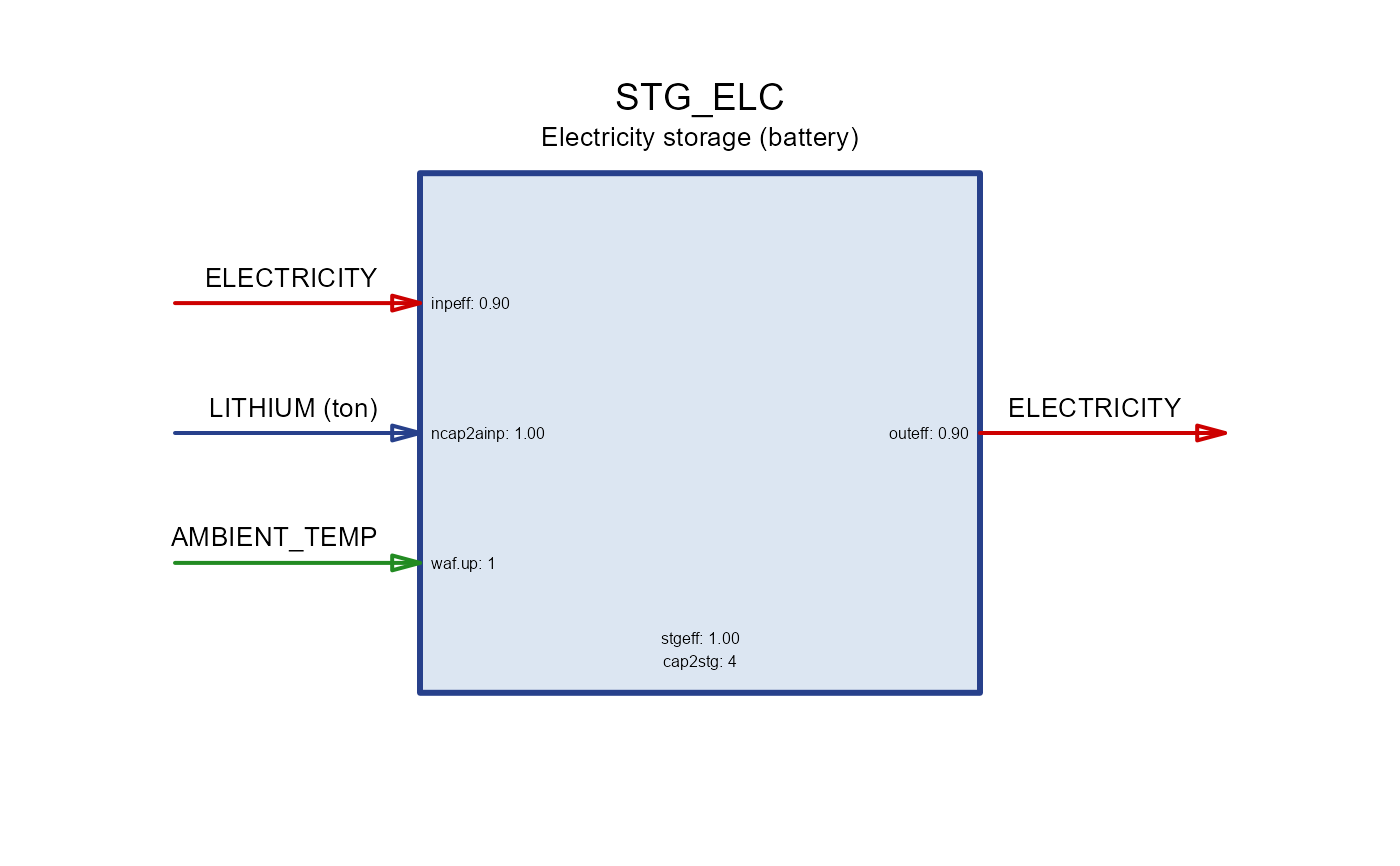 STG_ELC
Electricity storage (battery)
ELECTRICITY
inpeff: 0.90
LITHIUM (ton)
ncap2ainp: 1.00
outeff: 0.90
ELECTRICITY
AMBIENT_TEMP
waf.up: 1
stgeff: 1.00
cap2stg: 4